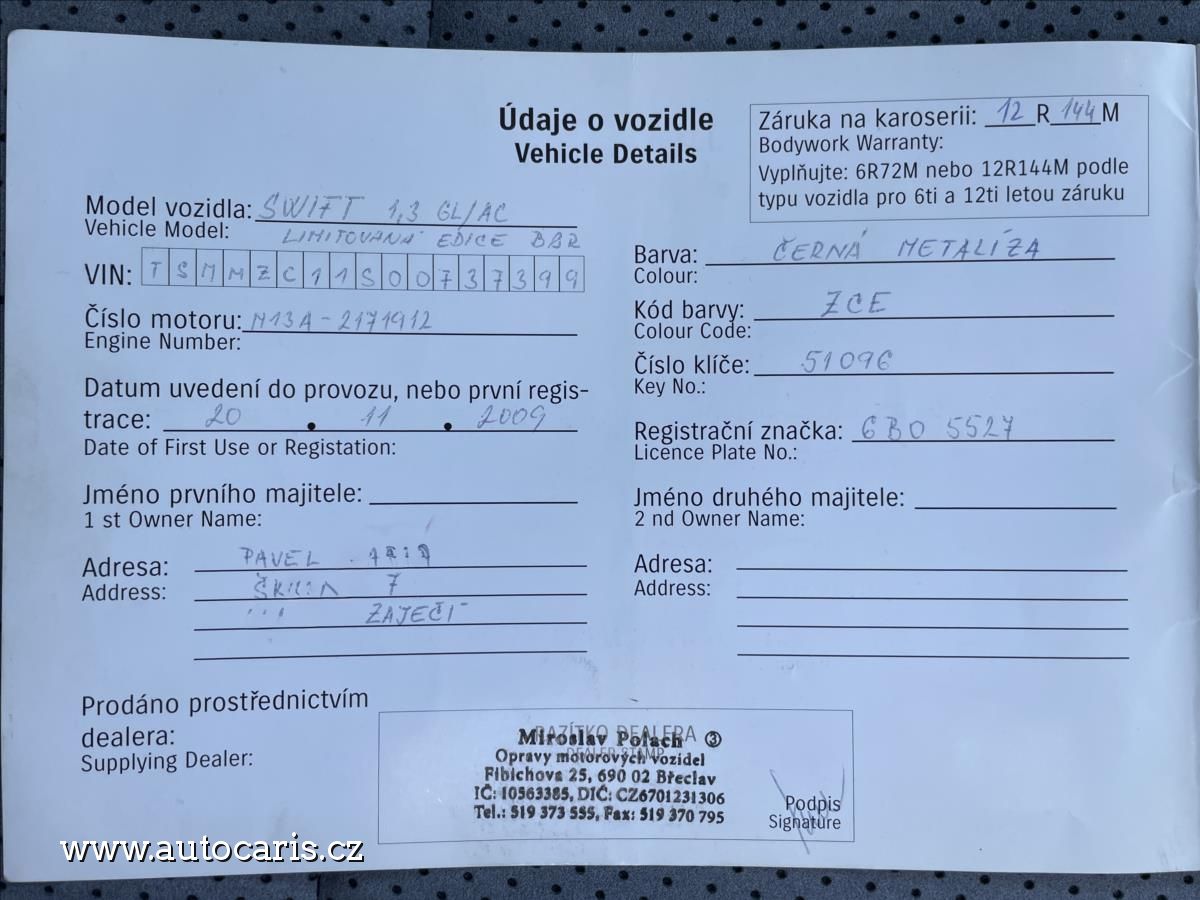 Údaje o vozidle
Vehicle Details
Záruka na karoserii: 12 R 144 M
Bodywork Warranty:
Vyplňujte: 6R72M nebo 12R144M podle
typu vozidla pro 6ti a 12ti letou záruku
Model vozidla: SWIFT 1,3 GL/AC
Vehicle Model: LIMITOVANÁ EDICE BBR
VIN: TSMMZC11S00737399
Číslo motoru: M13A-2171912
Engine Number:
Datum uvedení do provozu, nebo první regis-
trace: 20 . 11 . 2009
Date of First Use or Registation:
Jméno prvního majitele:
1 st Owner Name:
Adresa: PAVEL
Address: 7
ZAJEČÍ
Barva: ČERNÁ METALÍZA
Colour:
Kód barvy: ZCE
Colour Code:
Číslo klíče: 51096
Key No.:
Registrační značka: 6B0 5527
Licence Plate No.:
Jméno druhého majitele:
2 nd Owner Name:
Adresa:
Address:
Prodáno prostřednictvím
dealera:
Supplying Dealer:
RAZÍTKO DEALERA
DEALER STAMP
Miroslav Polach 3
Opravy motorových vozidel
Fibichova 25, 690 02 Břeclav
IČ: 10563385, DIČ: CZ6701231306
Tel.: 519 373 555, Fax: 519 370 795
Podpis
Signature
www.autocaris.cz